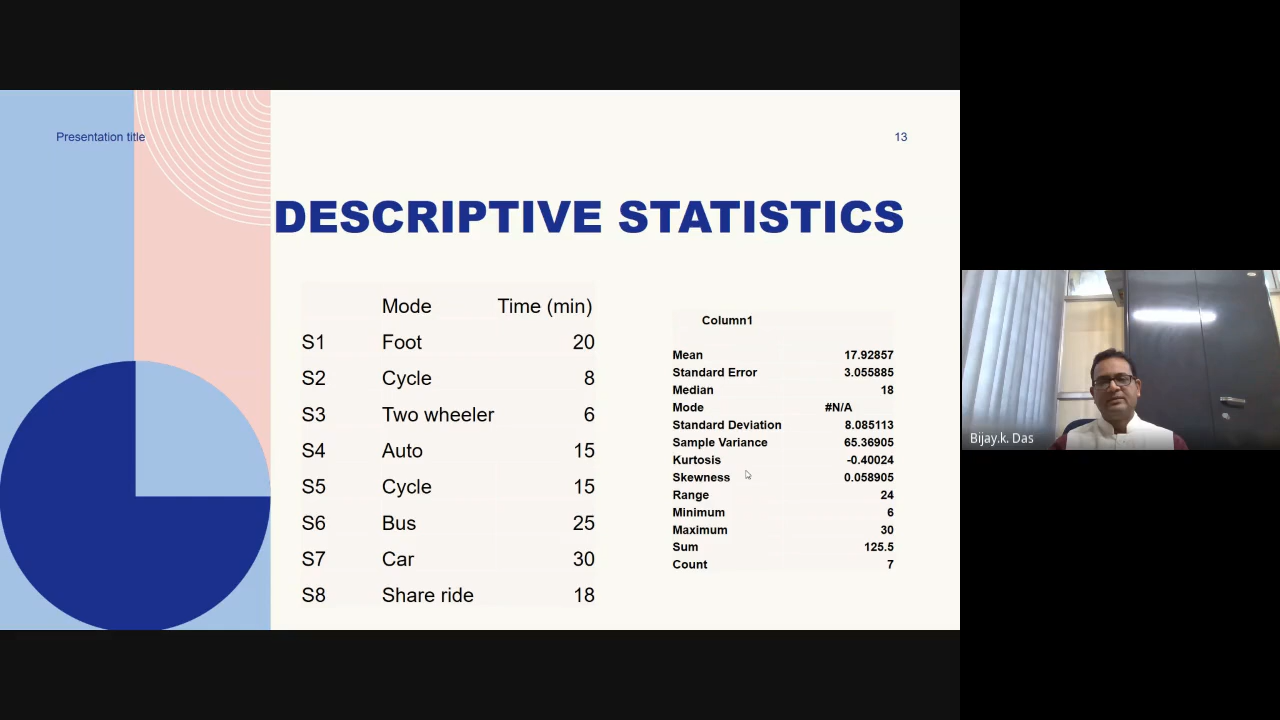 Presentation title
13
DESCRIPTIVE STATISTICS
Mode Time (min)
S1 Foot 20
S2 Cycle 8
S3 Two wheeler 6
S4 Auto 15
S5 Cycle 15
S6 Bus 25
S7 Car 30
S8 Share ride 18
Column1
Mean 17.92857
Standard Error 3.055885
Median 18
Mode #N/A
Standard Deviation 8.085113
Sample Variance 65.36905
Kurtosis -0.40024
Skewness 0.058905
Range 24
Minimum 6
Maximum 30
Sum 125.5
Count 7
Bijay.k. Das